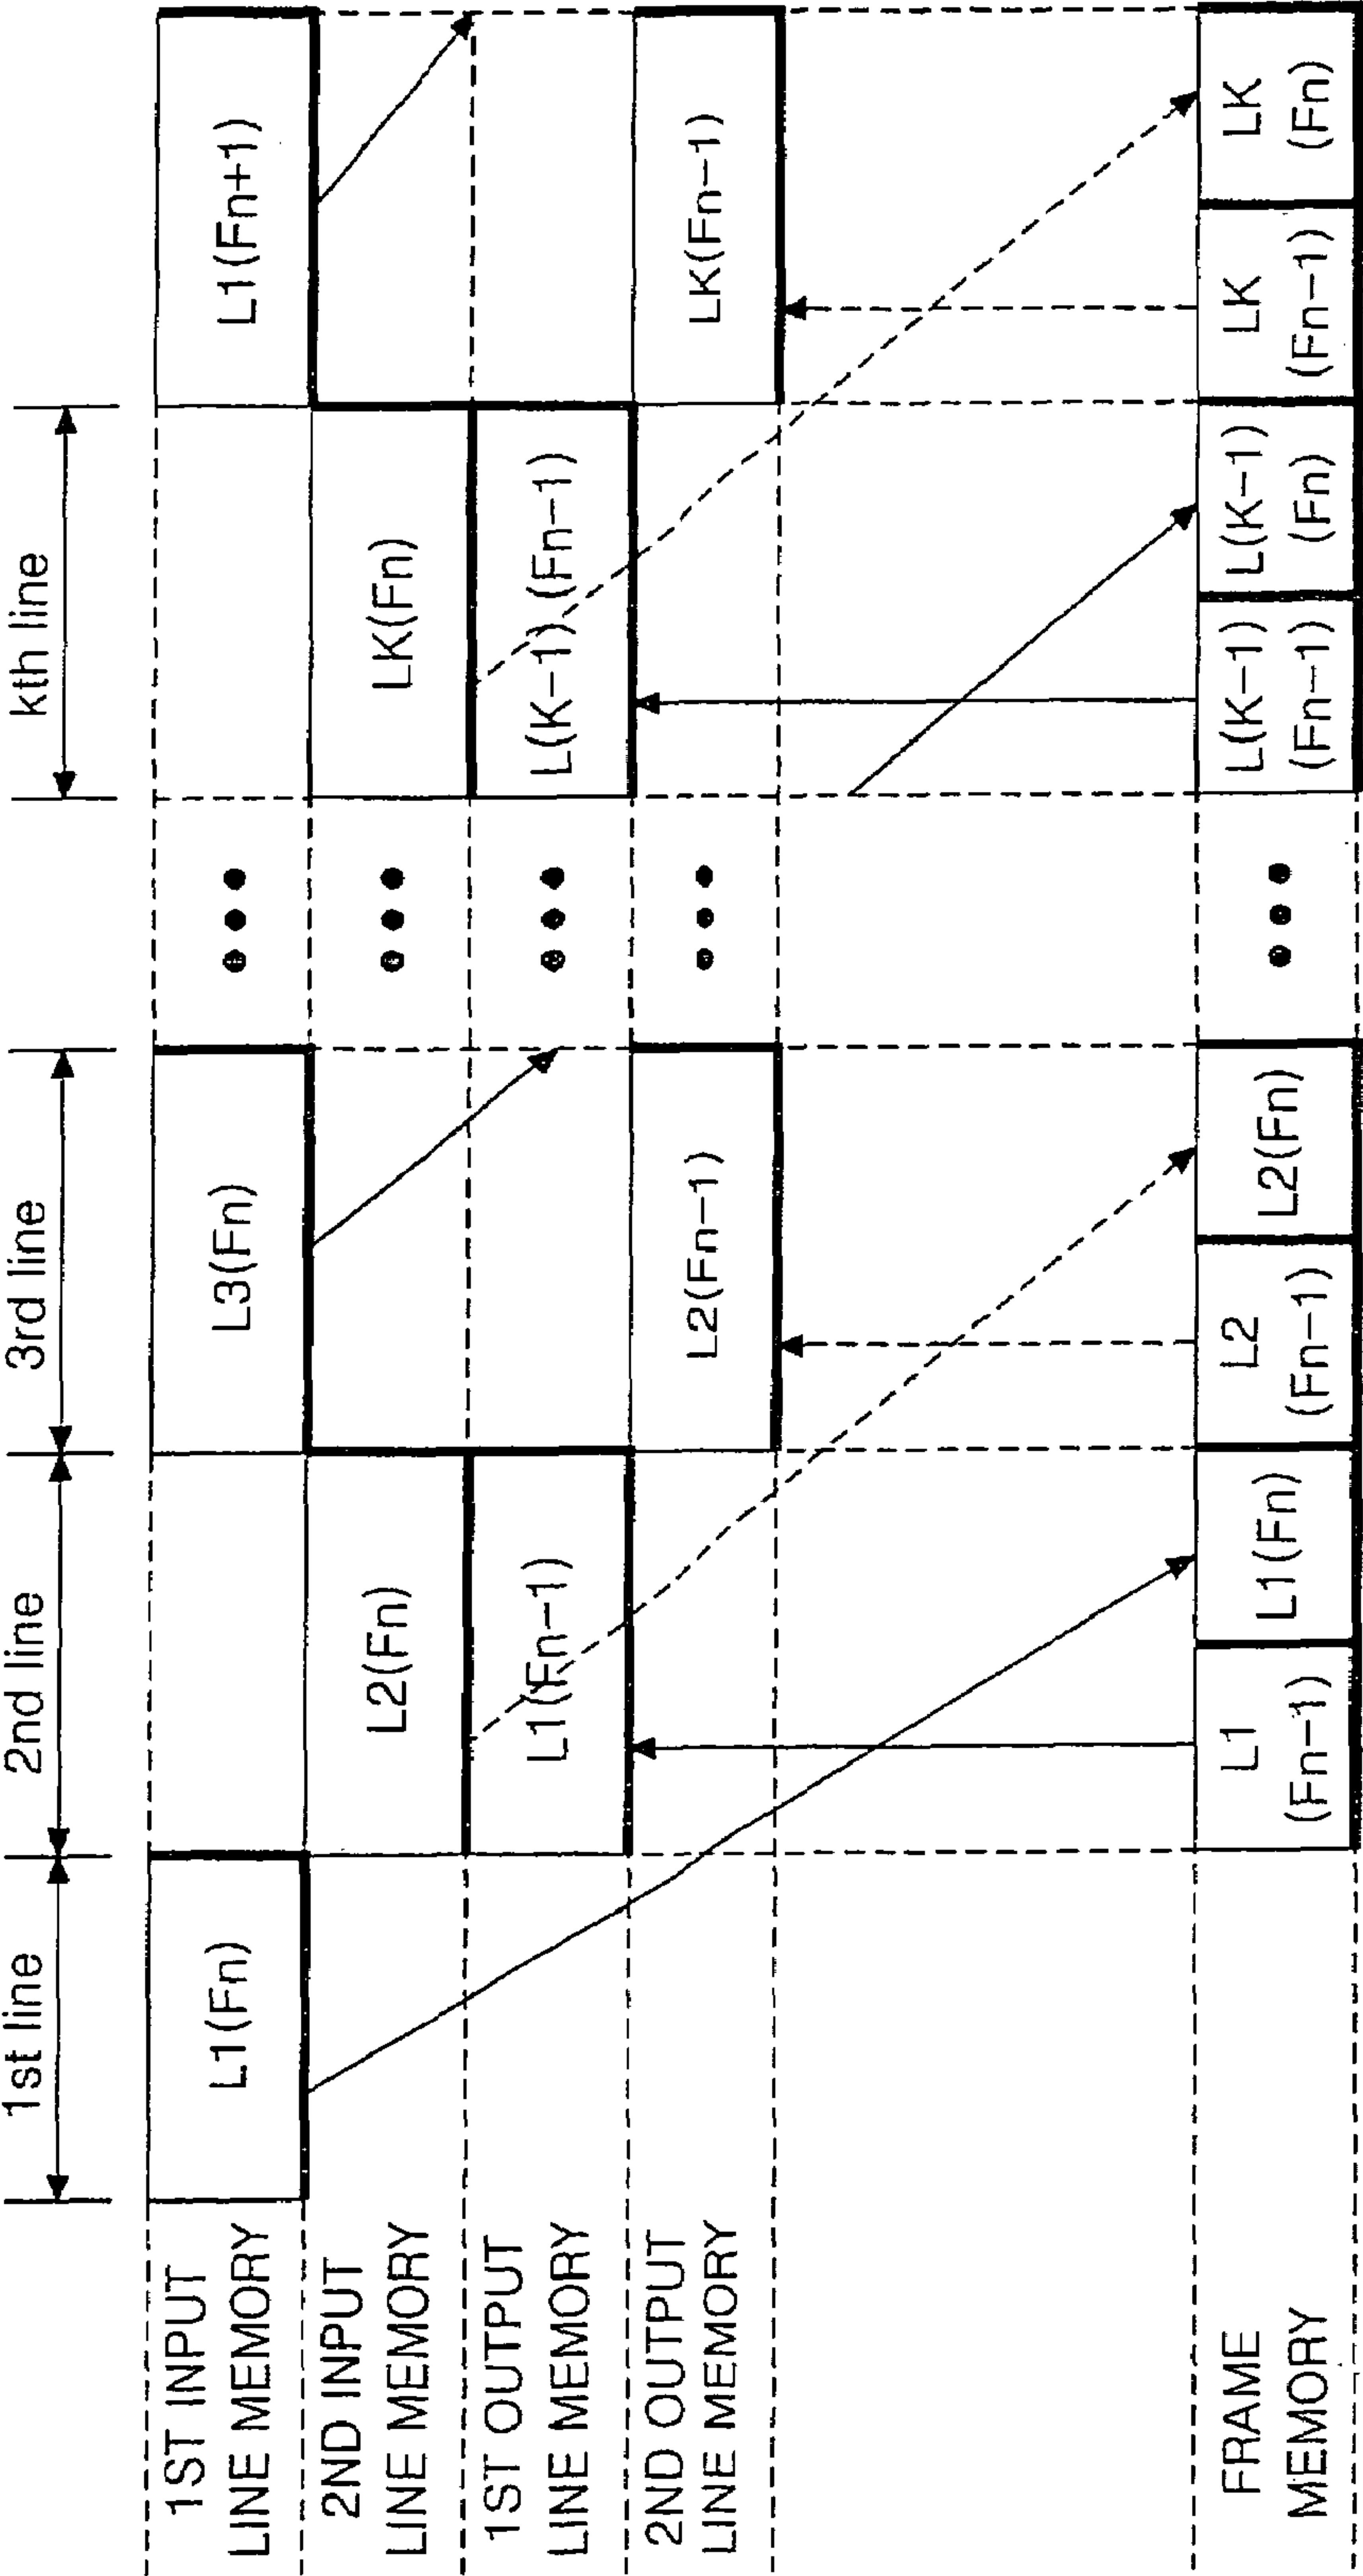 1st line
2nd line
3rd line
kth line
1ST INPUT
LINE MEMORY
L1(Fn)
L3(Fn)
L1(Fn+1)
2ND INPUT
LINE MEMORY
L2(Fn)
LK(Fn)
1ST OUTPUT
LINE MEMORY
L1(Fn-1)
L(K-1)(Fn-1)
2ND OUTPUT
LINE MEMORY
L2(Fn-1)
LK(Fn-1)
FRAME
MEMORY
L1
(Fn-1)
L1(Fn)
L2
(Fn-1)
L2(Fn)
L(K-1)
(Fn-1)
L(K-1)
(Fn)
LK
(Fn-1)
LK
(Fn)